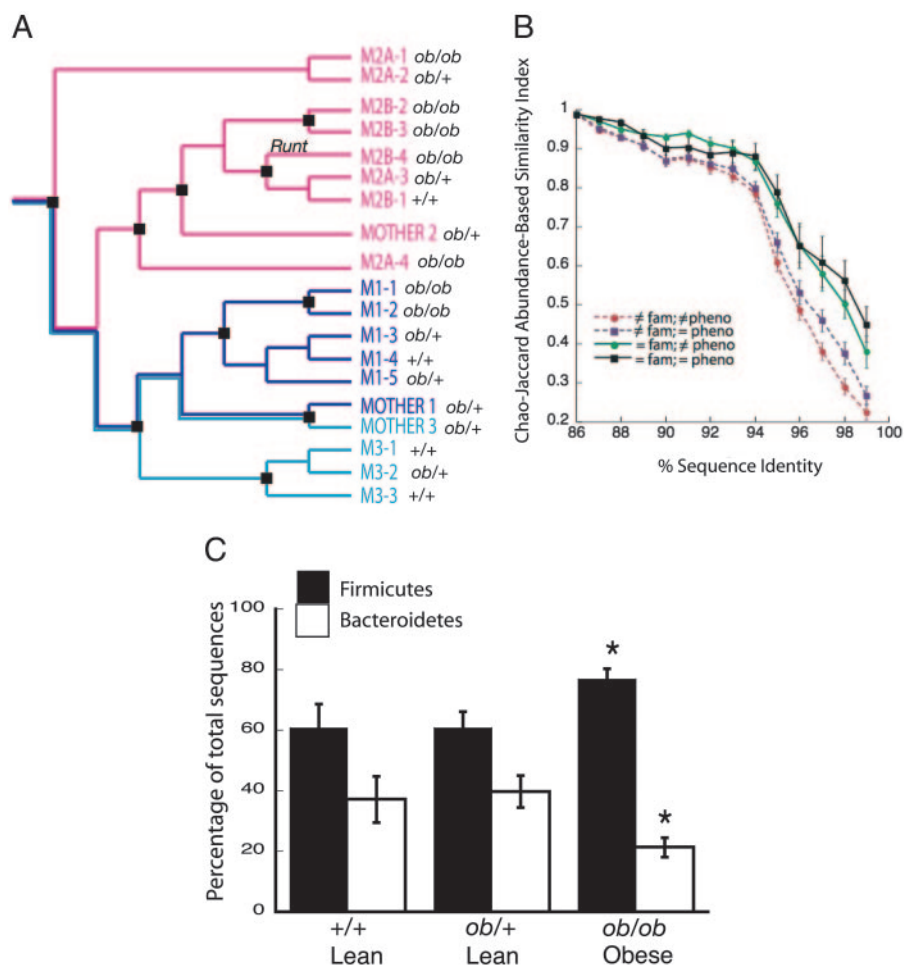 A
M2A-1 ob/ob
M2A-2 ob/+
M2B-2 ob/ob
M2B-3 ob/ob
Runt
M2B-4 ob/ob
M2A-3 ob/+
M2B-1 +/+
MOTHER 2 ob/+
M2A-4 ob/ob
M1-1 ob/ob
M1-2 ob/ob
M1-3 ob/+
M1-4 +/+
M1-5 ob/+
MOTHER 1 ob/+
MOTHER 3 ob/+
M3-1 +/+
M3-2 ob/+
M3-3 +/+
B
Chao-Jaccard Abundance-Based Similarity Index
1
0.9
0.8
0.7
0.6
0.5
0.4
0.3
0.2
≠ fam; ≠pheno
≠ fam; = pheno
= fam; ≠ pheno
= fam; = pheno
86 88 90 92 94 96 98 100
% Sequence Identity
C
Firmicutes
Bacteroidetes
Percentage of total sequences
100
80
60
40
20
0
*
*
+/+ ob/+ ob/ob
Lean Lean Obese